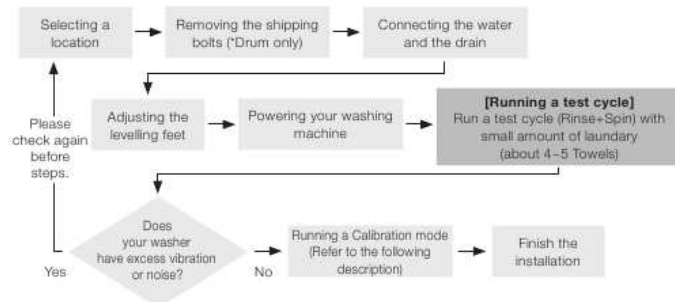 Selecting a
location
Removing the shipping
bolts (*Drum only)
Connecting the water
and the drain
Please
check again
before
steps.
Adjusting the
levelling feet
Powering your washing
machine
[Running a test cycle]
Run a test cycle (Rinse+Spin) with
small amount of laundary
(about 4~5 Towels)
Does
your washer
have excess vibration
or noise?
Yes
No
Running a Calibration mode
(Refer to the following
description)
Finish the
installation